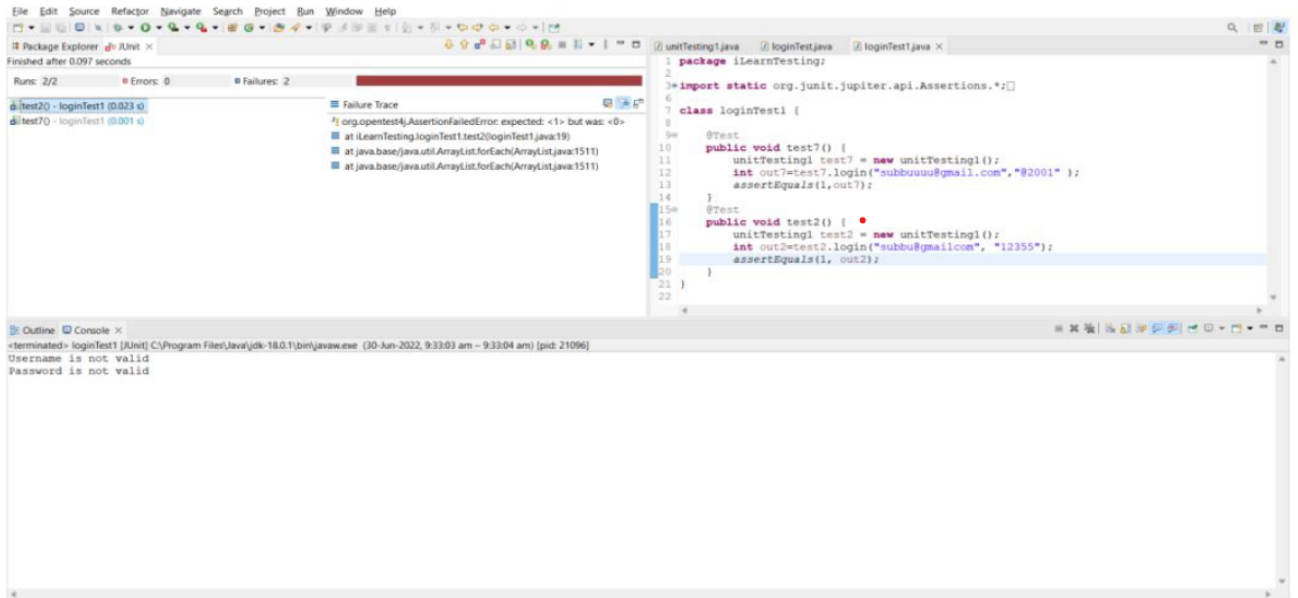 File Edit Source Refactor Navigate Search Project Run Window Help
Package Explorer JUnit
Finished after 0.097 seconds
Runs: 2/2 Errors: 0 Failures: 2
test2() - loginTest1 (0.023 s)
test7() - loginTest1 (0.001 s)
Failure Trace
org.opentest4j.AssertionFailedError: expected: <1> but was: <0>
at iLearnTesting.loginTest1.test2(loginTest1.java:19)
at java.base/java.util.ArrayList.forEach(ArrayList.java:1511)
at java.base/java.util.ArrayList.forEach(ArrayList.java:1511)
unitTesting1.java loginTest.java loginTest1.java
1 package iLearnTesting;
2
3 import static org.junit.jupiter.api.Assertions.*;
6
7 class loginTest1 {
8
9 @Test
10 public void test7() {
11 unitTesting1 test7 = new unitTesting1();
12 int out7=test7.login("subbuuuu@gmail.com","@2001" );
13 assertEquals(1,out7);
14 }
15 @Test
16 public void test2() {
17 unitTesting1 test2 = new unitTesting1();
18 int out2=test2.login("subbu@gmailcom", "12355");
19 assertEquals(1, out2);
20 }
21 }
22
Outline Console
<terminated> loginTest1 [JUnit] C:\Program Files\Java\jdk-18.0.1\bin\javaw.exe (30-Jun-2022, 9:33:03 am – 9:33:04 am) [pid: 21096]
Username is not valid
Password is not valid